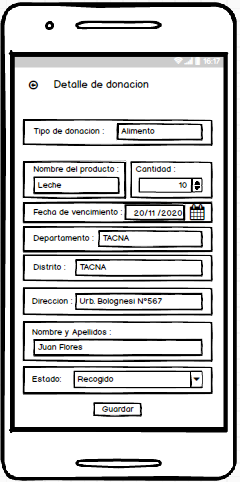 16:17
Detalle de donacion
Tipo de donacion : Alimento
Nombre del producto : Cantidad :
Leche 10
Fecha de vencimiento : 20/11/2020
Departamento : TACNA
Distrito : TACNA
Direccion : Urb. Bolognesi N°567
Nombre y Apellidos :
Juan Flores
Estado: Recogido
Guardar